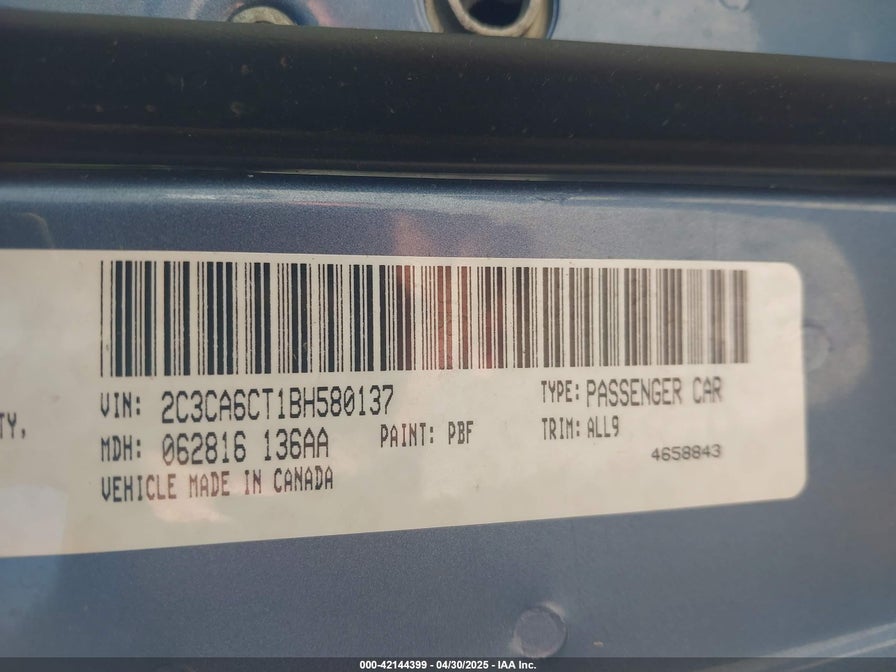 VIN: 2C3CA6CT1BH580137
TYPE: PASSENGER CAR
TY,
MDH: 062816 136AA
PAINT: PBF
TRIM: ALL9
4658843
VEHICLE MADE IN CANADA
000-42144399 - 04/30/2025 - IAA Inc.